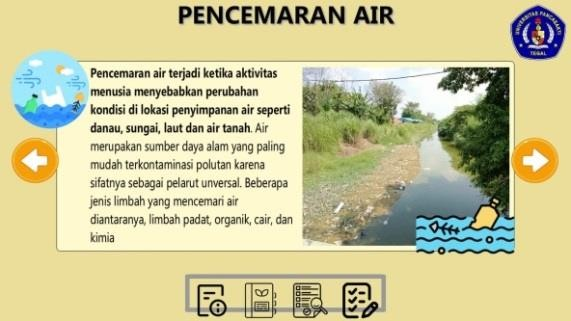 PENCEMARAN AIR
UNIVERSITAS PANCASAKTI
TEGAL
Pencemaran air terjadi ketika aktivitas
menusia menyebabkan perubahan
kondisi di lokasi penyimpanan air seperti
danau, sungai, laut dan air tanah. Air
merupakan sumber daya alam yang paling
mudah terkontaminasi polutan karena
sifatnya sebagai pelarut unversal. Beberapa
jenis limbah yang mencemari air
diantaranya, limbah padat, organik, cair, dan
kimia